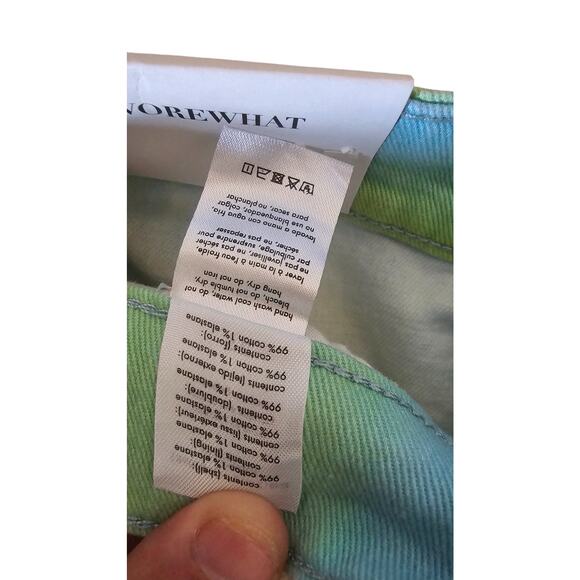 WOREWHAT
contents (shell):
99% cotton 1% elastane
contents (lining):
99% cotton 1% elastane
contents (tissu extérieur):
99% cotton 1% elastane
contents (doublure):
99% cotton 1% elastane
contents (tejido externo):
99% cotton 1% elastane
contents (forro):
99% cotton 1% elastane
hand wash cool water, do not
bleach, do not tumble dry,
hang dry, do not iron
laver à la main à l'eau froide,
ne pas javelliser, ne pas sécher
par culbutage, suspendre pour
sécher, ne pas repasser
lavado a mano con agua fria,
no use blanqueador, colgar
para secar, no planchar